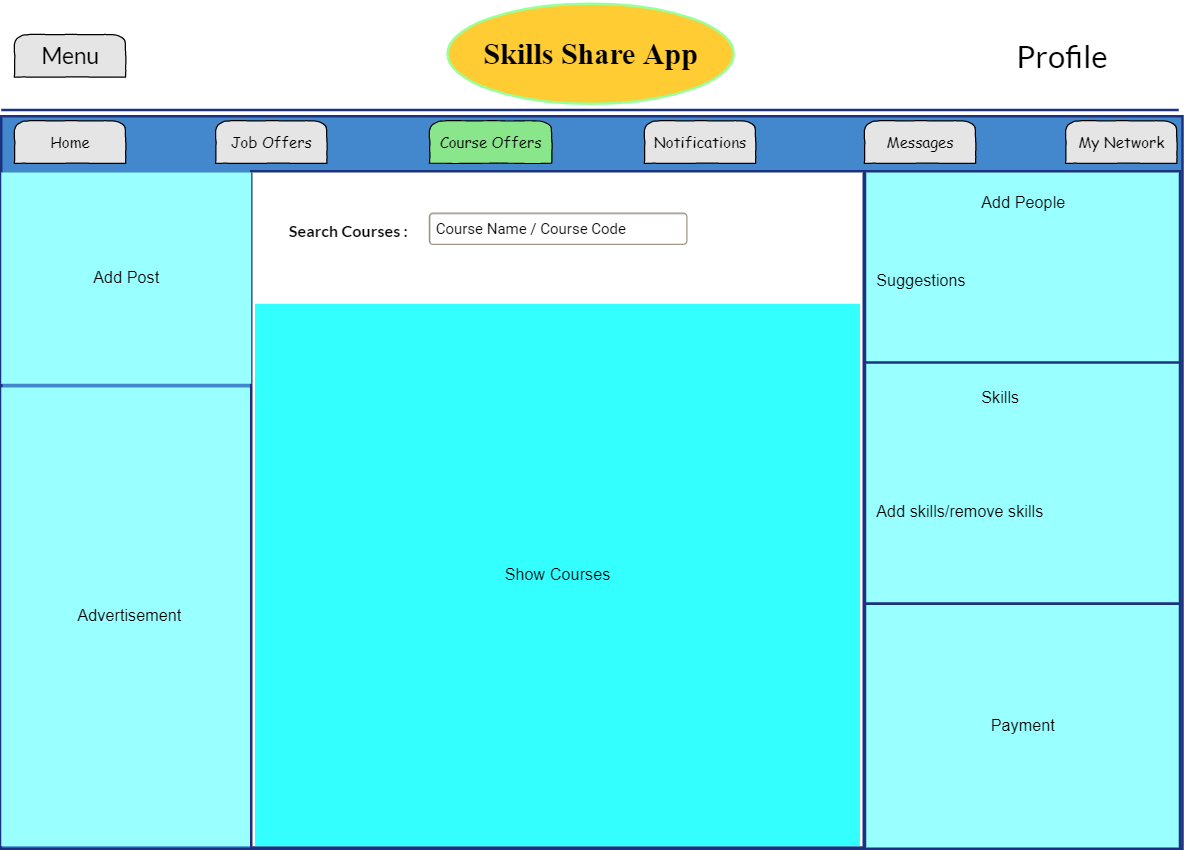 Menu
Skills Share App
Profile
Home
Job Offers
Course Offers
Notifications
Messages
My Network
Add Post
Advertisement
Search Courses :
Course Name / Course Code
Show Courses
Add People
Suggestions
Skills
Add skills/remove skills
Payment